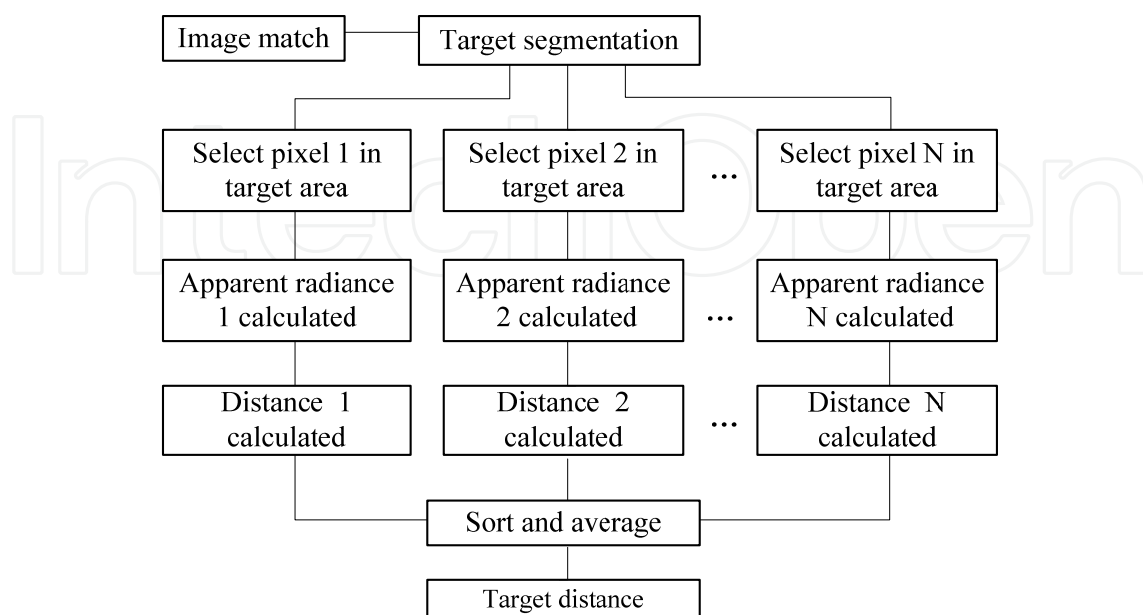 Image match
Target segmentation
IntechOpen
Select pixel 1 in
target area
Select pixel 2 in
target area
...
Select pixel N in
target area
Apparent radiance
1 calculated
Apparent radiance
2 calculated
...
Apparent radiance
N calculated
Distance 1
calculated
Distance 2
calculated
...
Distance N
calculated
Sort and average
Target distance